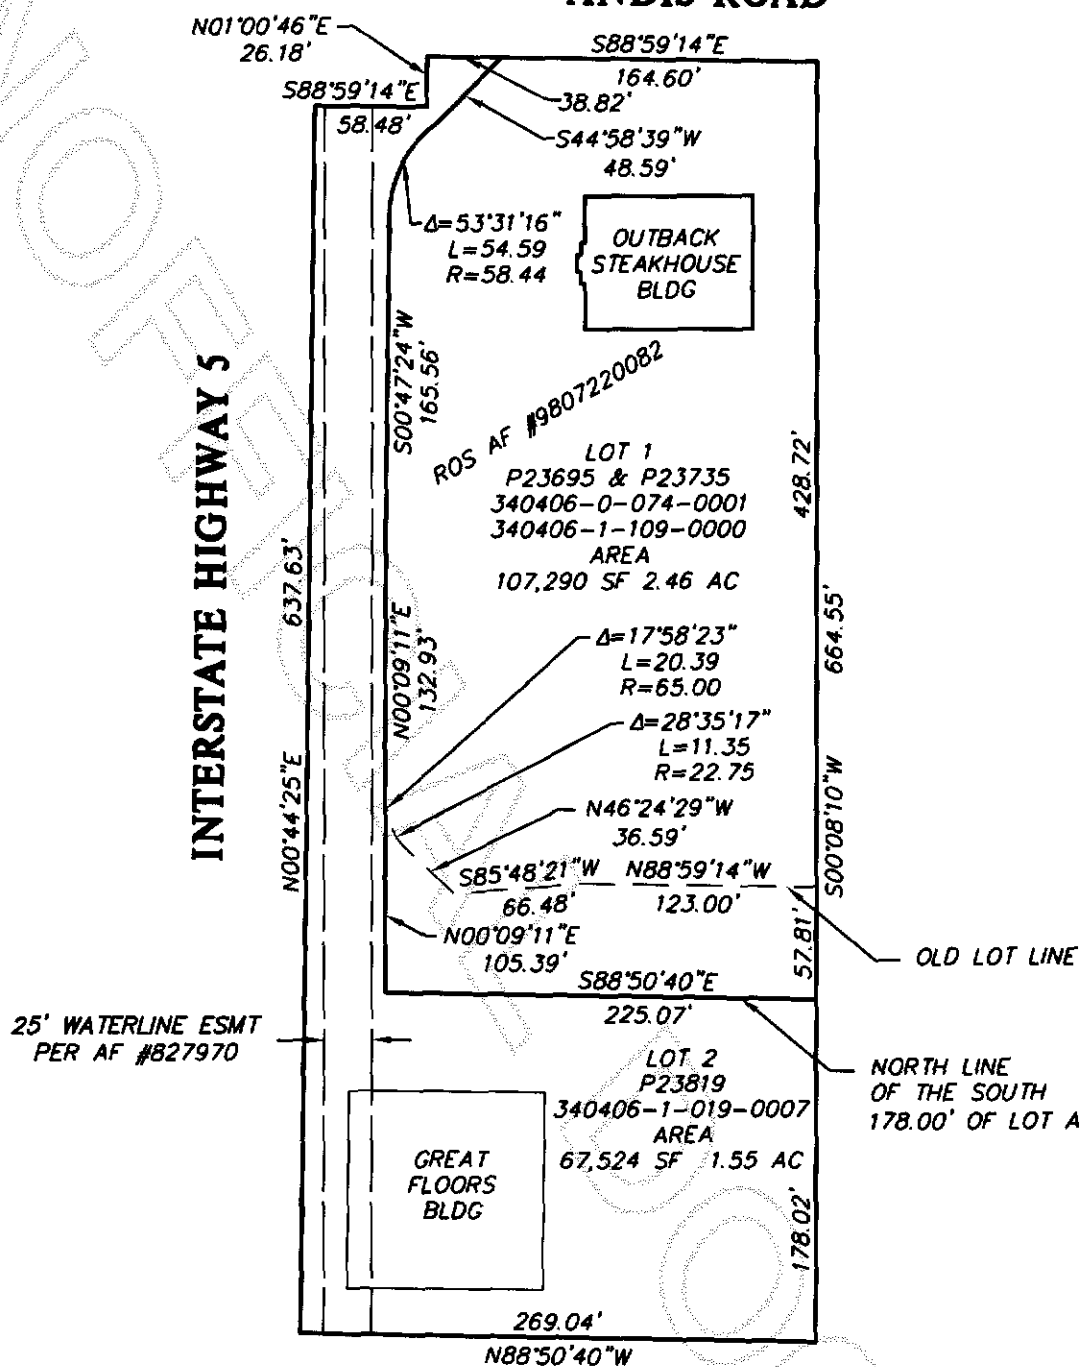 ANDIS ROAD
N01°00'46"E
26.18'
S88°59'14"E
164.60'
S88°59'14"E
58.48'
38.82'
S44°58'39"W
48.59'
Δ=53°31'16"
L=54.59
R=58.44
OUTBACK
STEAKHOUSE
BLDG
S00°47'24"W
165.56'
ROS AF #9807220082
INTERSTATE HIGHWAY 5
LOT 1
P23695 & P23735
340406-0-074-0001
340406-1-109-0000
AREA
107,290 SF 2.46 AC
428.72'
637.63'
N00°44'25"E
N00°09'11"E
132.93'
664.55'
S00°08'10"W
Δ=17°58'23"
L=20.39
R=65.00
Δ=28°35'17"
L=11.35
R=22.75
N46°24'29"W
36.59'
S85°48'21"W
66.48'
N88°59'14"W
123.00'
N00°09'11"E
105.39'
57.81'
OLD LOT LINE
S88°50'40"E
225.07'
25' WATERLINE ESMT
PER AF #827970
NORTH LINE
OF THE SOUTH
178.00' OF LOT A
LOT 2
P23819
340406-1-019-0007
AREA
67,524 SF 1.55 AC
GREAT
FLOORS
BLDG
178.02'
269.04'
N88°50'40"W